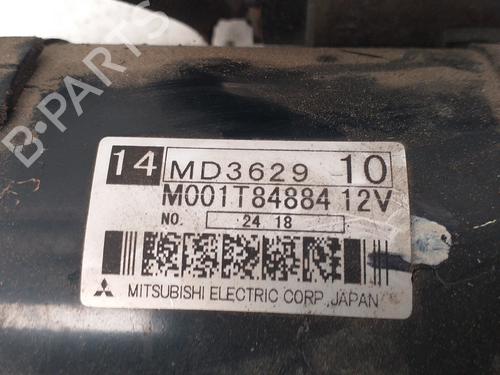 B-PARTS
14 MD3629 10
M001T84884 12V
NO. 24 18
MITSUBISHI ELECTRIC CORP. JAPAN